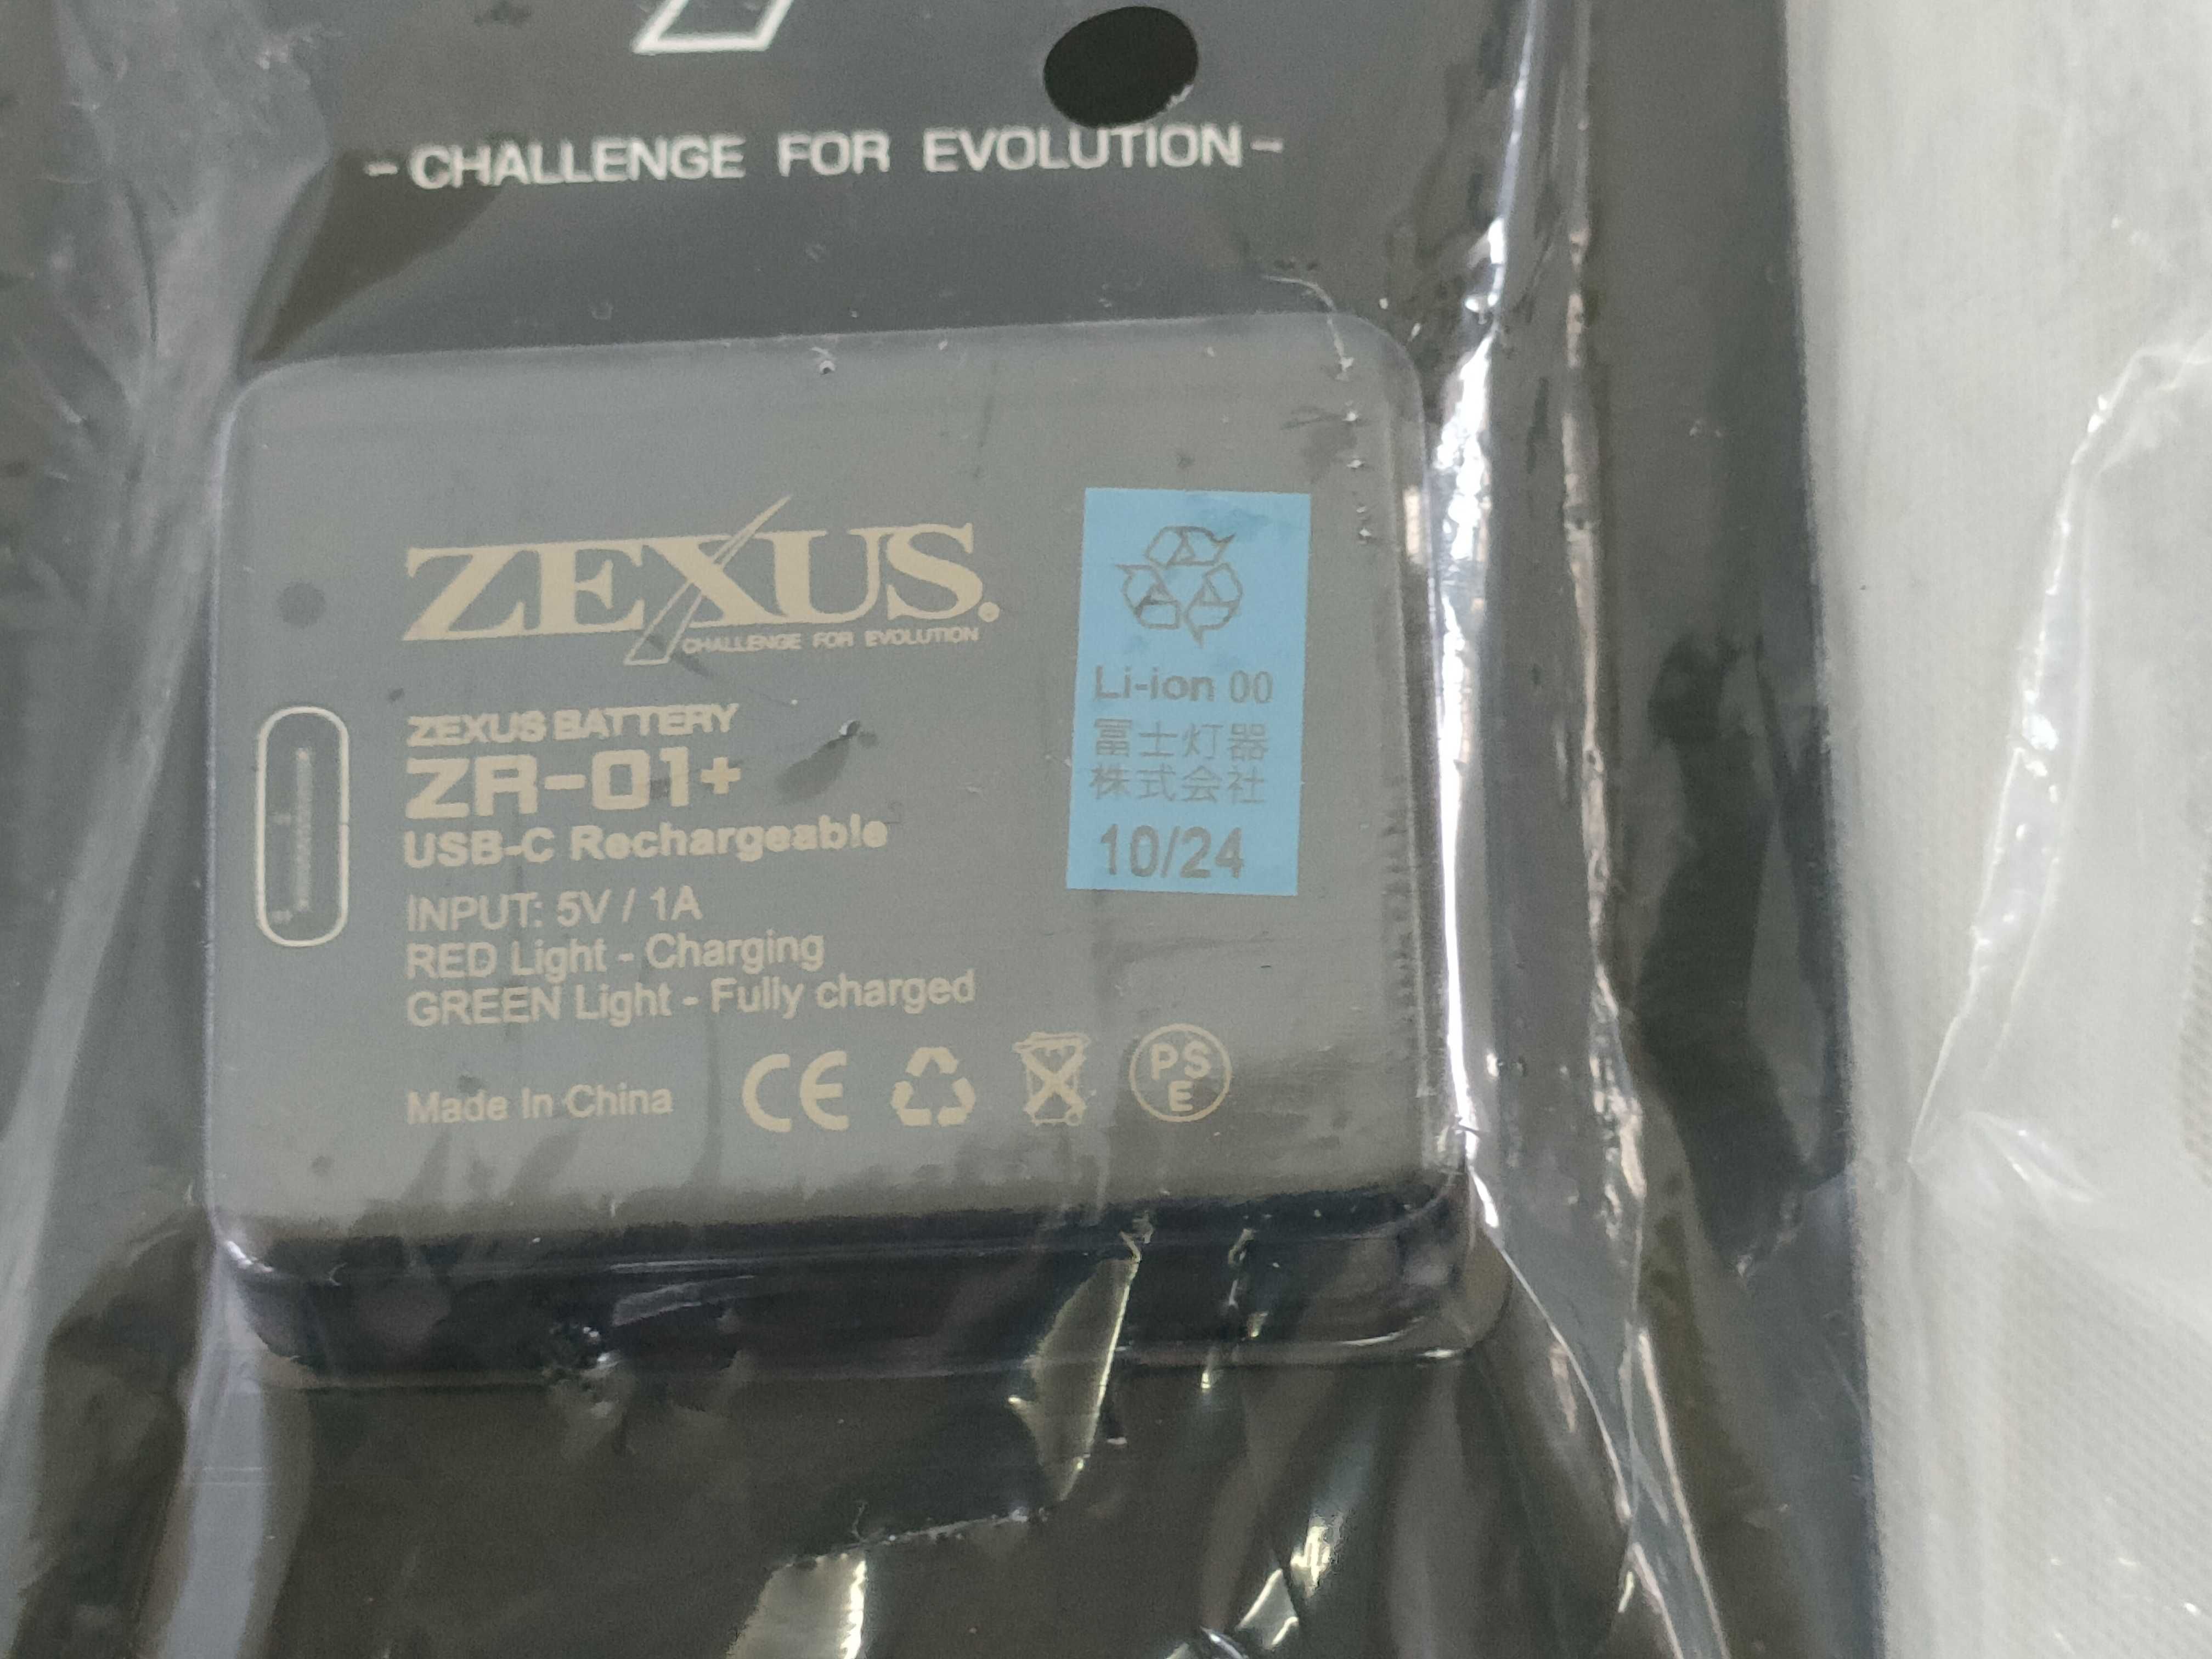 -CHALLENGE FOR EVOLUTION-
ZEXUS.
CHALLENGE FOR EVOLUTION
ZEXUS BATTERY
ZR-01+
USB-C Rechargeable
INPUT: 5V / 1A
RED Light - Charging
GREEN Light - Fully charged
Made In China
CE
PS
E
Li-ion 00
冨士灯器
株式会社
10/24